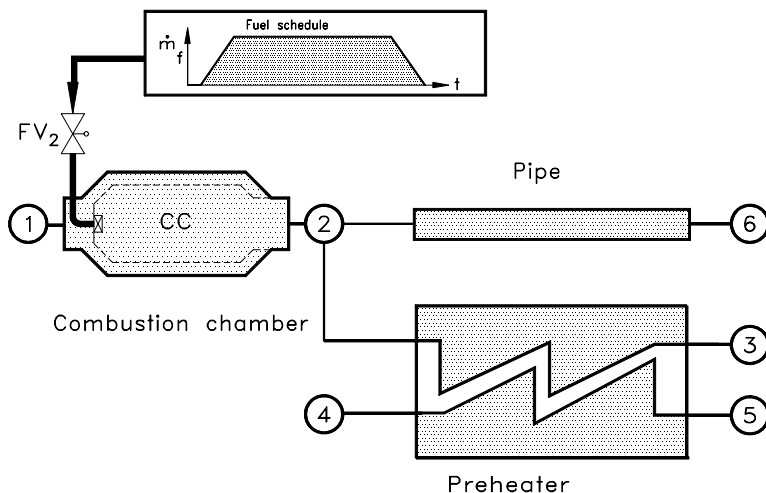 Fuel schedule
ṁf
t
FV2
Pipe
1
CC
2
6
Combustion chamber
3
4
5
Preheater